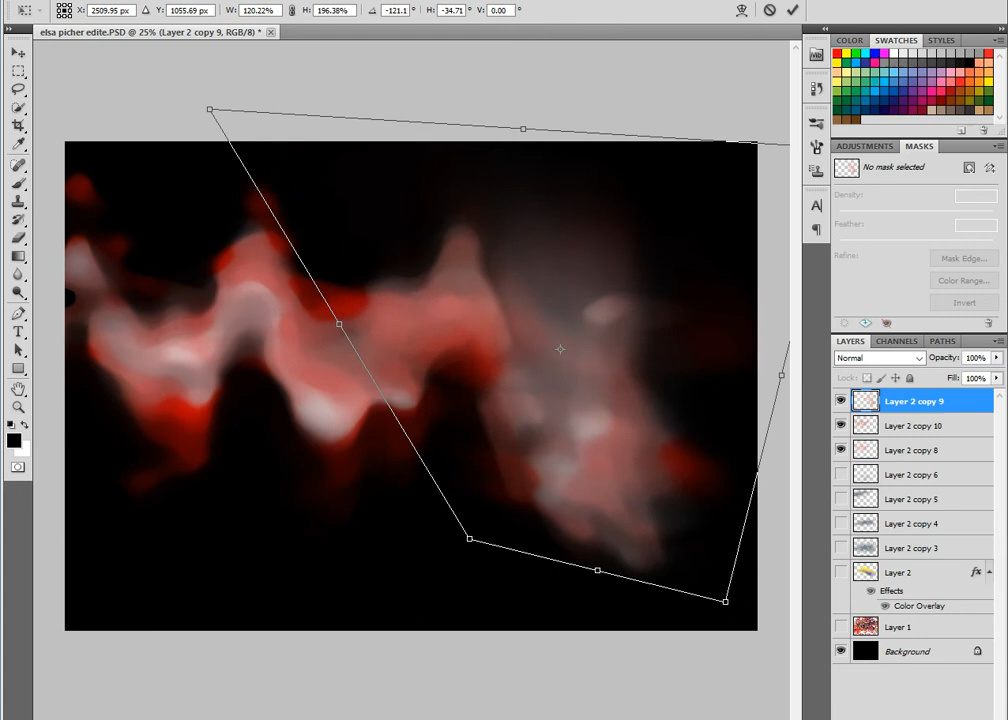 X: 2509.95 px Y: 1055.69 px W: 120.22% H: 196.38% -121.1 ° H: -34.71 ° V: 0.00 °
elsa picher edite.PSD @ 25% (Layer 2 copy 9, RGB/8) *
COLOR SWATCHES STYLES
ADJUSTMENTS MASKS
No mask selected
Density:
Feather:
Refine: Mask Edge...
Color Range...
Invert
LAYERS CHANNELS PATHS
Normal Opacity: 100%
Lock: Fill: 100%
Layer 2 copy 9
Layer 2 copy 10
Layer 2 copy 8
Layer 2 copy 6
Layer 2 copy 5
Layer 2 copy 4
Layer 2 copy 3
Layer 2 fx
Effects
Color Overlay
Layer 1
Background